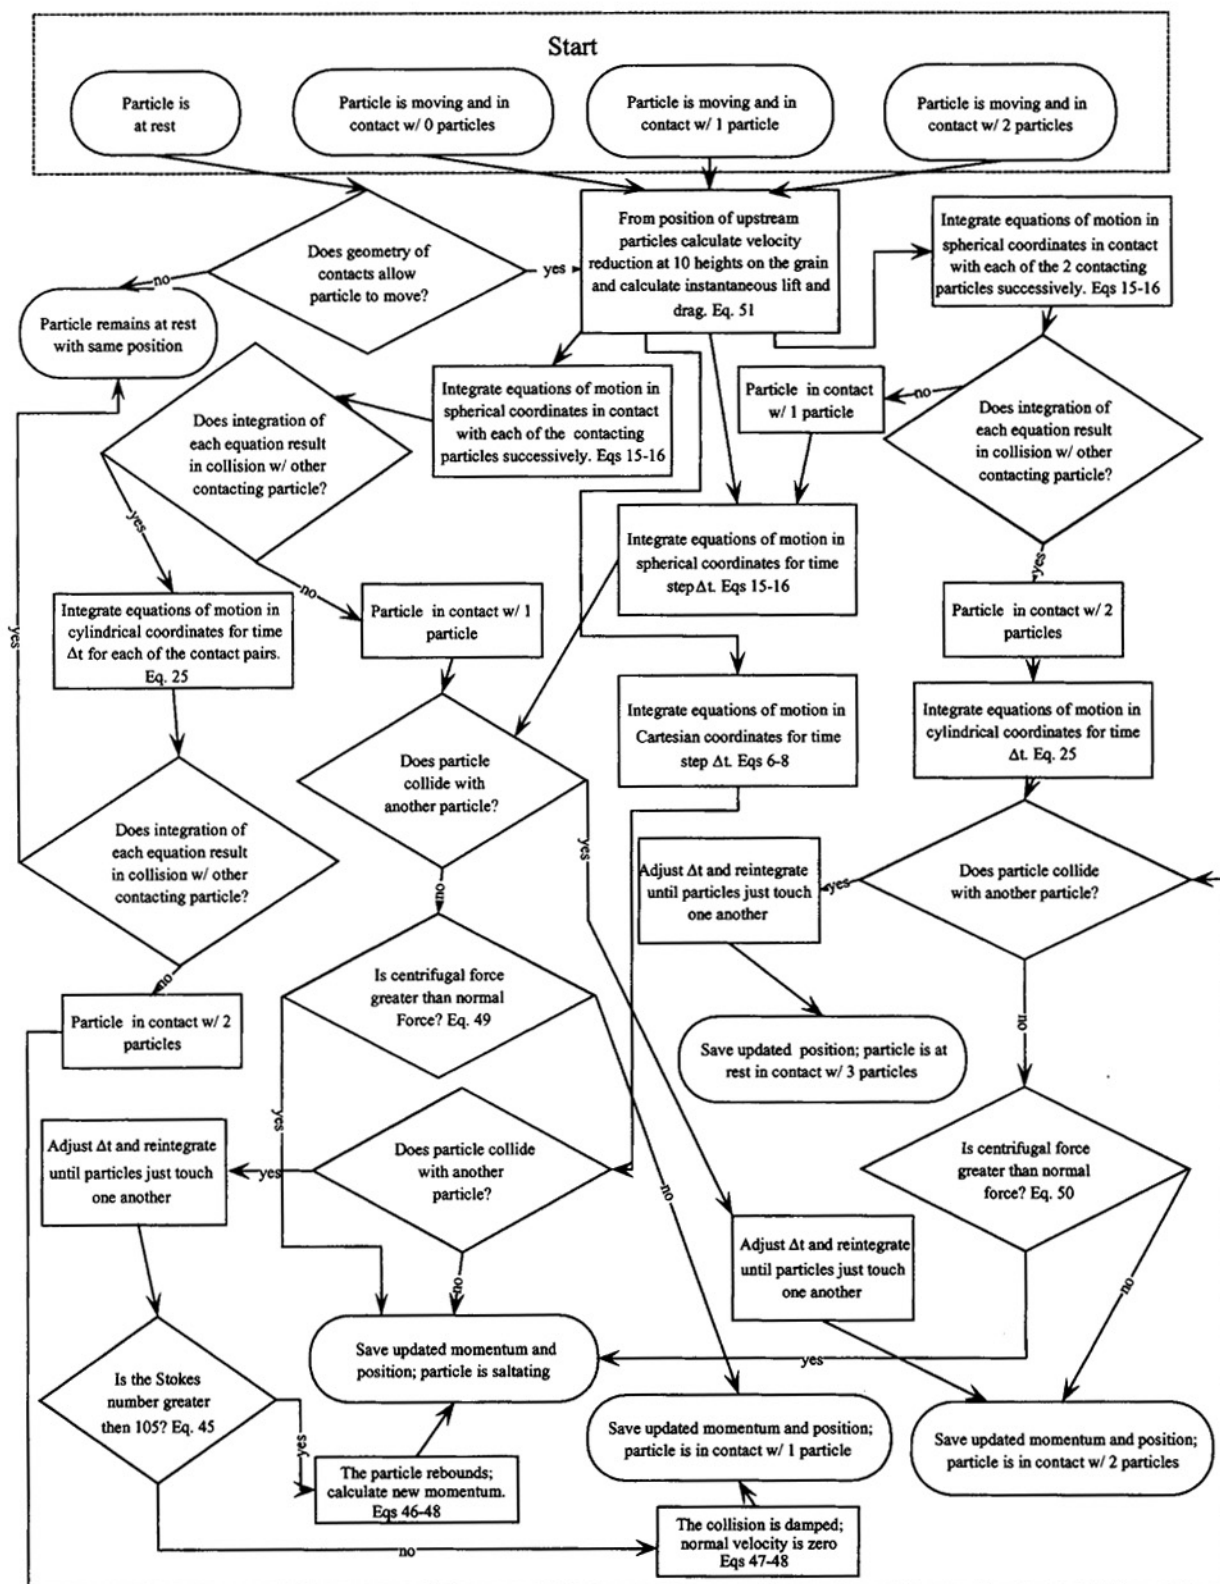 Start
Particle is
at rest
Particle is moving and in
contact w/ 0 particles
Particle is moving and in
contact w/ 1 particle
Particle is moving and in
contact w/ 2 particles
Does geometry of
contacts allow
particle to move?
no
yes
From position of upstream
particles calculate velocity
reduction at 10 heights on the grain
and calculate instantaneous lift and
drag. Eq. 51
Integrate equations of motion in
spherical coordinates in contact
with each of the 2 contacting
particles successively. Eqs 15-16
Particle remains at rest
with same position
Does integration of
each equation result
in collision w/ other
contacting particle?
Integrate equations of motion in
spherical coordinates in contact
with each of the contacting
particles successively. Eqs 15-16
Particle in contact
w/ 1 particle
no
Does integration of
each equation result
in collision w/ other
contacting particle?
yes
no
yes
yes
Integrate equations of motion in
spherical coordinates for time
step Δt. Eqs 15-16
Integrate equations of motion in
cylindrical coordinates for time
Δt for each of the contact pairs.
Eq. 25
Particle in contact w/ 1
particle
Particle in contact w/ 2
particles
Integrate equations of motion in
Cartesian coordinates for time
step Δt. Eqs 6-8
Integrate equations of motion in
cylindrical coordinates for time
Δt. Eq. 25
Does particle
collide with
another particle?
yes
no
Does integration of
each equation result
in collision w/ other
contacting particle?
no
Adjust Δt and reintegrate
until particles just touch
one another
yes
Does particle collide
with another particle?
no
Particle in contact w/ 2
particles
Is centrifugal force
greater than normal
Force? Eq. 49
yes
no
Save updated position; particle is at
rest in contact w/ 3 particles
Adjust Δt and reintegrate
until particles just touch
one another
yes
Does particle collide
with another
particle?
no
Is centrifugal force
greater than normal
force? Eq. 50
no
yes
Adjust Δt and reintegrate
until particles just touch
one another
Is the Stokes
number greater
then 105? Eq. 45
yes
no
Save updated momentum and
position; particle is saltating
Save updated momentum and position;
particle is in contact w/ 1 particle
Save updated momentum and position;
particle is in contact w/ 2 particles
The particle rebounds;
calculate new momentum.
Eqs 46-48
The collision is damped;
normal velocity is zero
Eqs 47-48